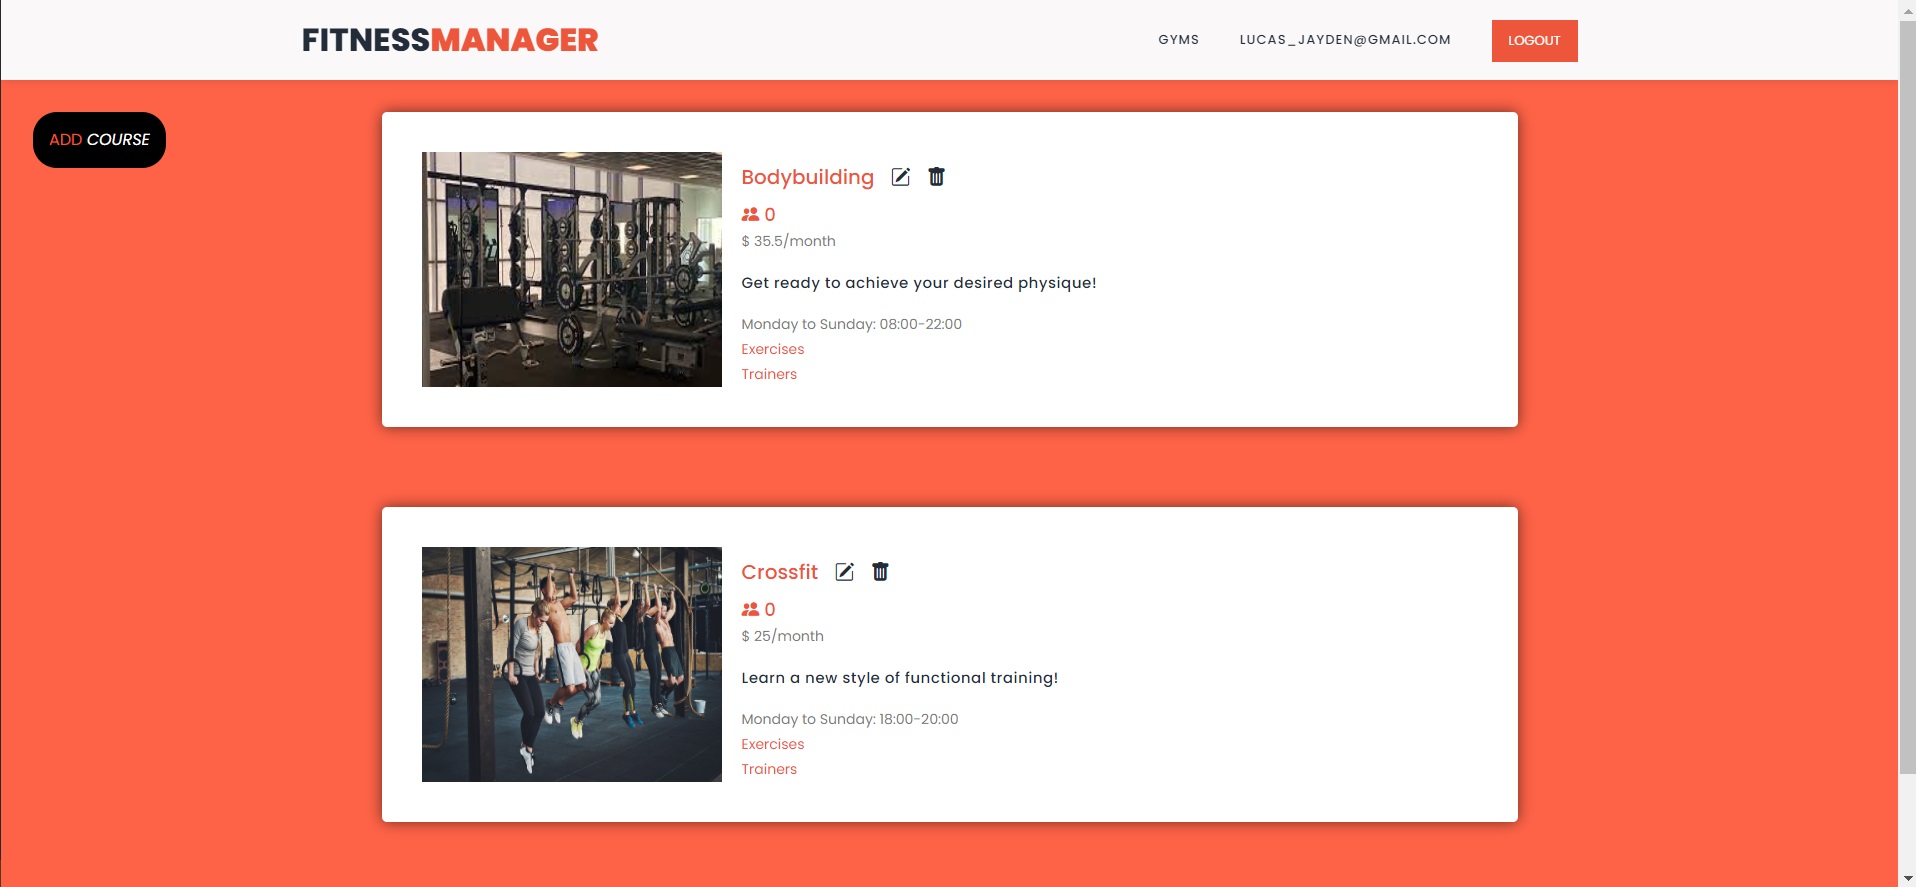 FITNESSMANAGER
GYMS
LUCAS_JAYDEN@GMAIL.COM
LOGOUT
ADD COURSE
Bodybuilding
0
$ 35.5/month
Get ready to achieve your desired physique!
Monday to Sunday: 08:00-22:00
Exercises
Trainers
Crossfit
0
$ 25/month
Learn a new style of functional training!
Monday to Sunday: 18:00-20:00
Exercises
Trainers